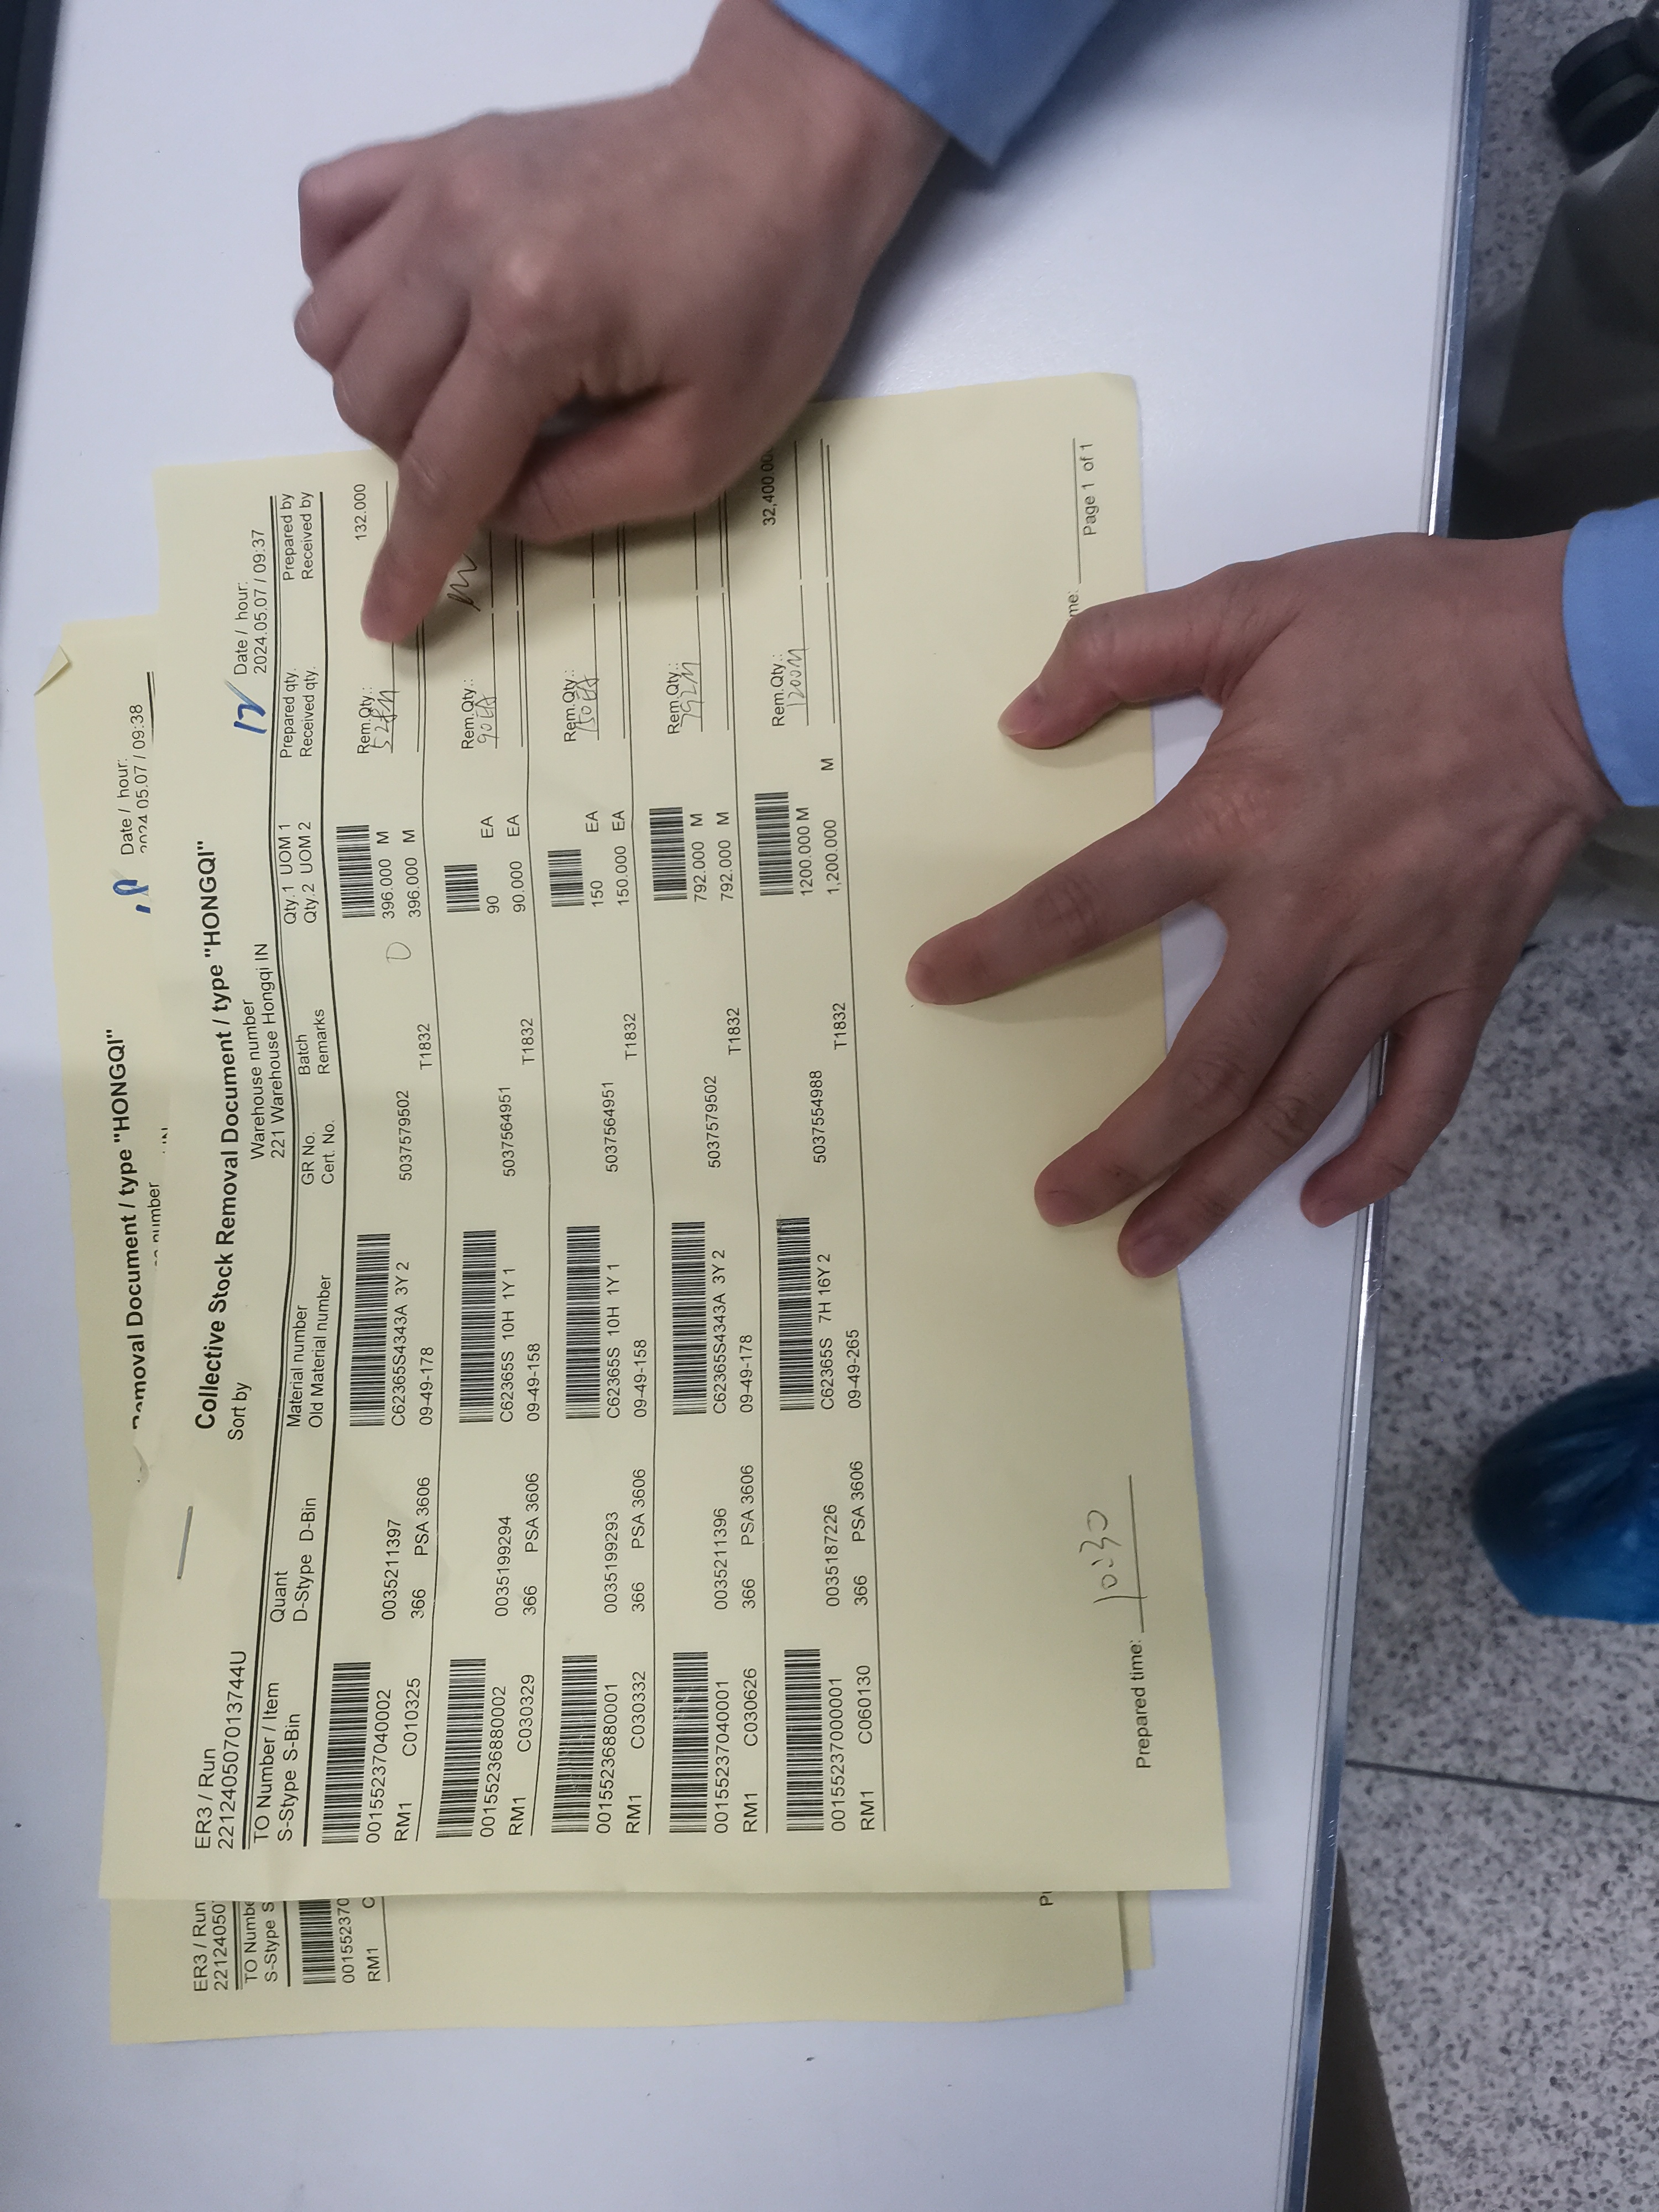 Removal Document / type "HONGQI"
Date / hour:
2024.05.07 / 09:38
ER3 / Run
Collective Stock Removal Document / type "HONGQI"
12
Date / hour:
221240507013744U
Sort by
Warehouse number
2024.05.07 / 09:37
221 Warehouse Hongqi IN
TO Number / Item Quant Material number GR No. Batch Qty.1 UOM 1 Prepared qty. Prepared by
S-Stype S-Bin D-Stype D-Bin Old Material number Cert. No. Remarks Qty.2 UOM 2 Received qty. Received by
Rem.Qty.: 132.000
00155237040002 0035211397 C62365S4343A 3Y 2 5037579502 396.000 M
RM1 C010325 366 PSA 3606 09-49-178 T1832 396.000 M
Rem.Qty.:
00155236880002 0035199294 C62365S 10H 1Y 1 5037564951 90 EA 90EA
RM1 C030329 366 PSA 3606 09-49-158 T1832 90.000 EA
Rem.Qty.:
00155236880001 0035199293 C62365S 10H 1Y 1 5037564951 150 EA 150EA
RM1 C030332 366 PSA 3606 09-49-158 T1832 150.000 EA
Rem.Qty.:
00155237040001 0035211396 C62365S4343A 3Y 2 5037579502 792.000 M 792M
RM1 C030626 366 PSA 3606 09-49-178 T1832 792.000 M
Rem.Qty.: 32,400.00
00155237000001 0035187226 C62365S 7H 16Y 2 5037554988 1200.000 M 1200M
RM1 C060130 366 PSA 3606 09-49-265 T1832 1,200.000 M
Prepared time: 10:30
Page 1 of 1
ER3 / Run
22124050
TO Numbe
S-Stype S
001552370
RM1 C